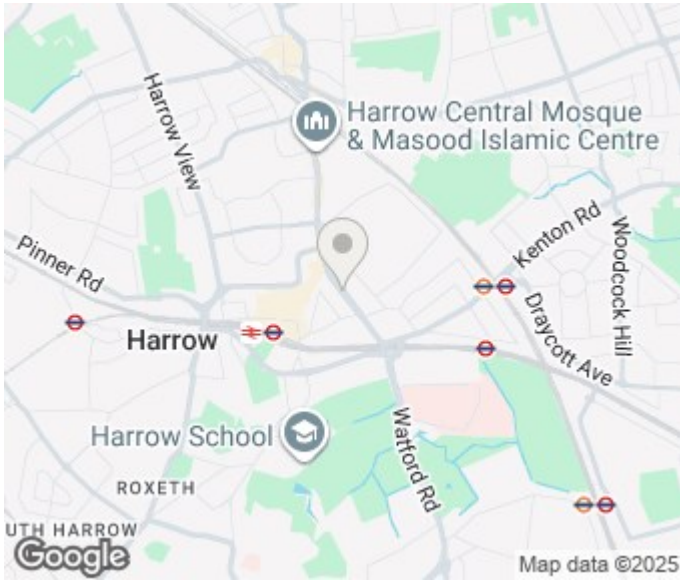 Harrow View
Harrow Central Mosque
& Masood Islamic Centre
Kenton Rd
Woodcock Hill
Pinner Rd
Draycott Ave
Harrow
Watford Rd
Harrow School
ROXETH
UTH HARROW
Google
Map data ©2025